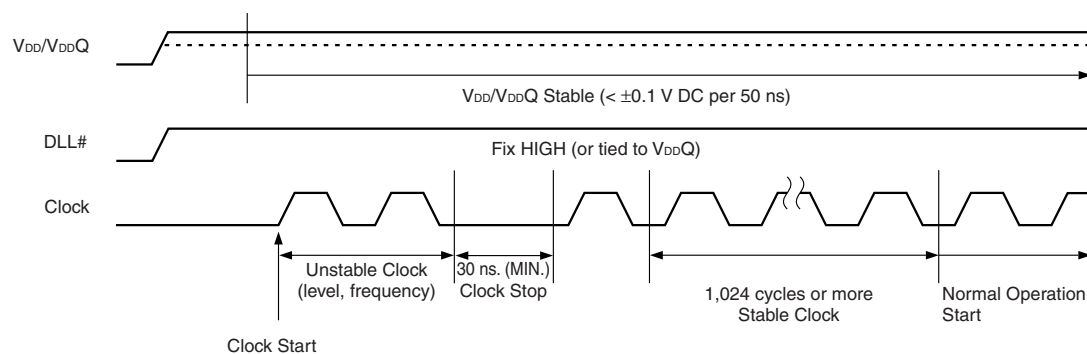 VDD/VDDQ
VDD/VDDQ Stable (< ±0.1 V DC per 50 ns)
DLL#
Fix HIGH (or tied to VDDQ)
Clock
Unstable Clock
(level, frequency)
30 ns. (MIN.)
Clock Stop
1,024 cycles or more
Stable Clock
Normal Operation
Start
Clock Start